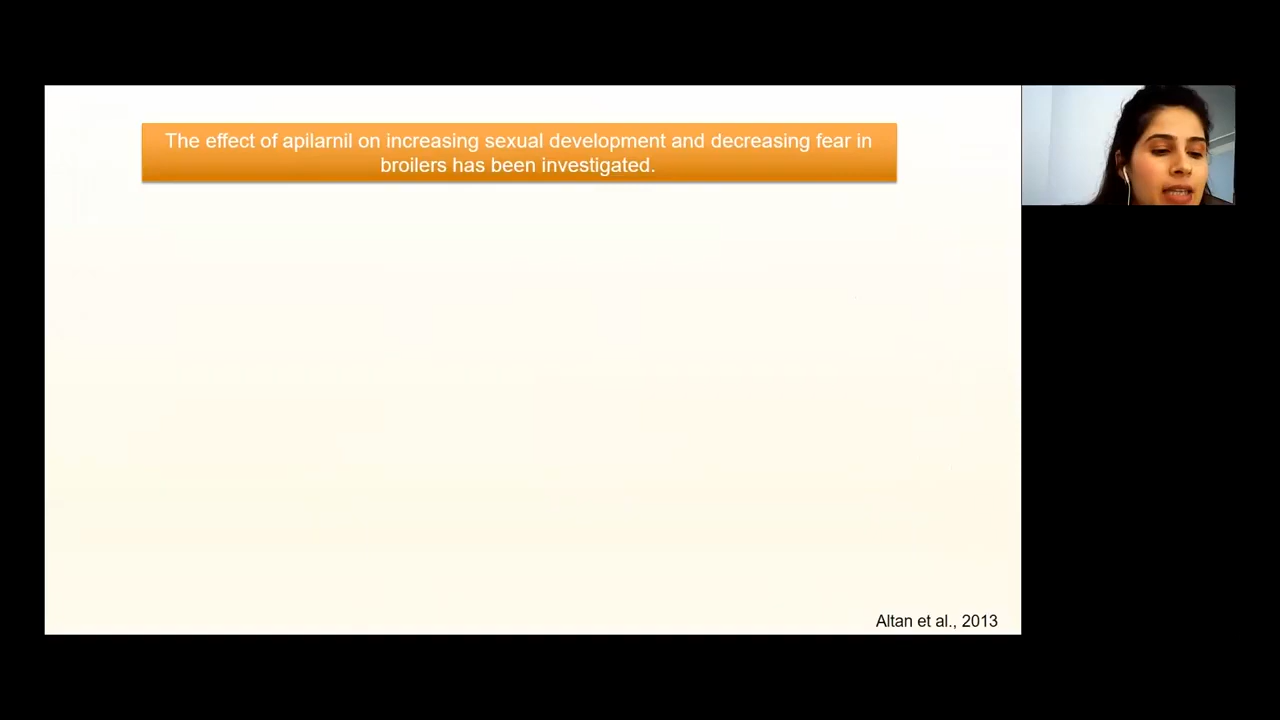 The effect of apilarnil on increasing sexual development and decreasing fear in
broilers has been investigated.
Altan et al., 2013